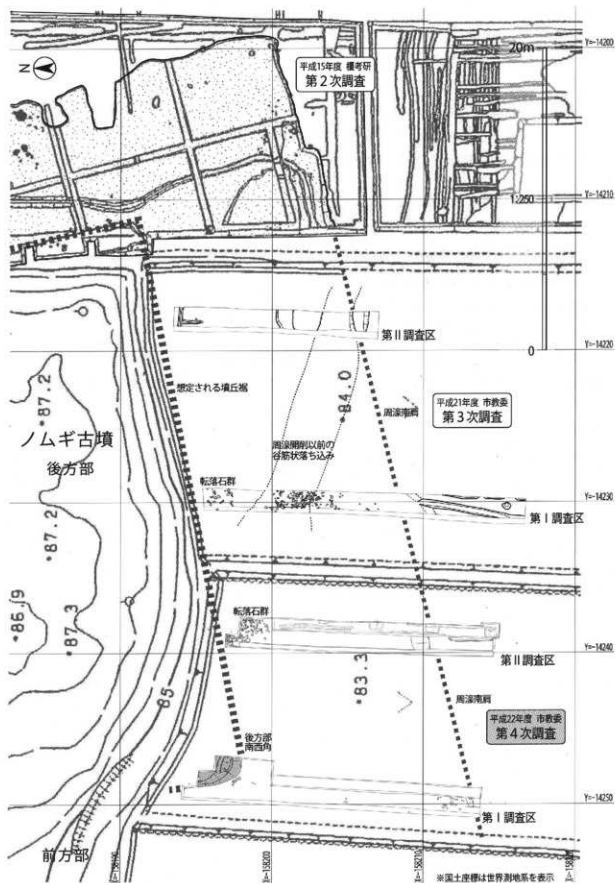 N
平成15年度 橿考研
第2次調査
20m
Y=-14200
1:250
Y=-14210
0
Y=-14220
第Ⅱ調査区
想定される墳丘裾
84.0
周濠南肩
平成21年度 市教委
第3次調査
87.2
ノムギ古墳
後方部
周濠開削以前の
谷筋状落ち込み
転落石群
Y=-14230
第Ⅰ調査区
87.2
86.9
87.3
転落石群
第Ⅱ調査区
Y=-14240
83.3
85
周濠南肩
平成22年度 市教委
第4次調査
後方部
南西角
Y=-14250
第Ⅰ調査区
前方部
X=-158190
X=-158200
X=-158210
※国土座標は世界測地系を表示